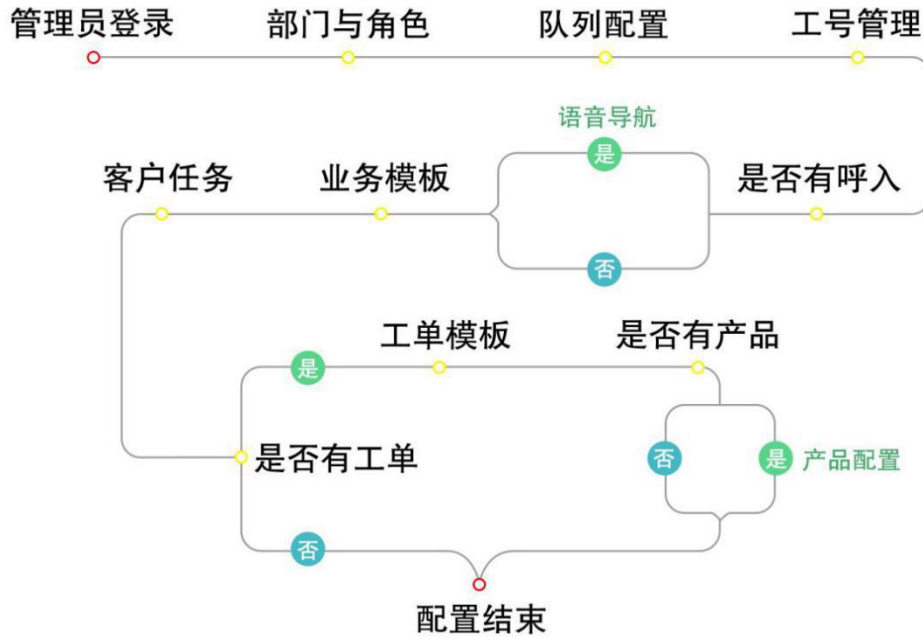 管理员登录
部门与角色
队列配置
工号管理
语音导航
是
客户任务
业务模板
是否有呼入
否
工单模板
是否有产品
是
是否有工单
否
是
产品配置
否
配置结束